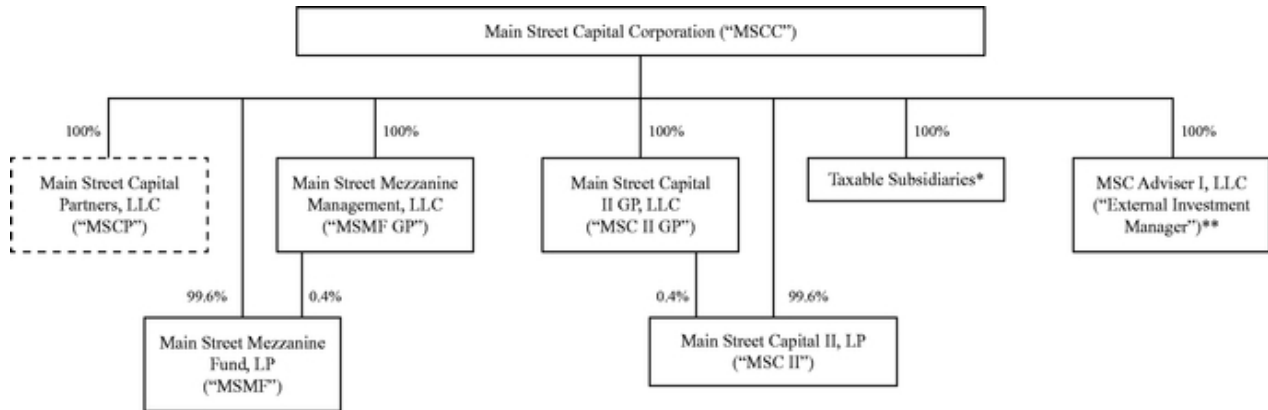 Main Street Capital Corporation (“MSCC”)
100%
100%
100%
100%
100%
Main Street Capital
Partners, LLC
(“MSCP”)
Main Street Mezzanine
Management, LLC
(“MSMF GP”)
Main Street Capital
II GP, LLC
(“MSC II GP”)
Taxable Subsidiaries*
MSC Adviser I, LLC
(“External Investment
Manager”)**
99.6%
0.4%
0.4%
99.6%
Main Street Mezzanine
Fund, LP
(“MSMF”)
Main Street Capital II, LP
(“MSC II”)